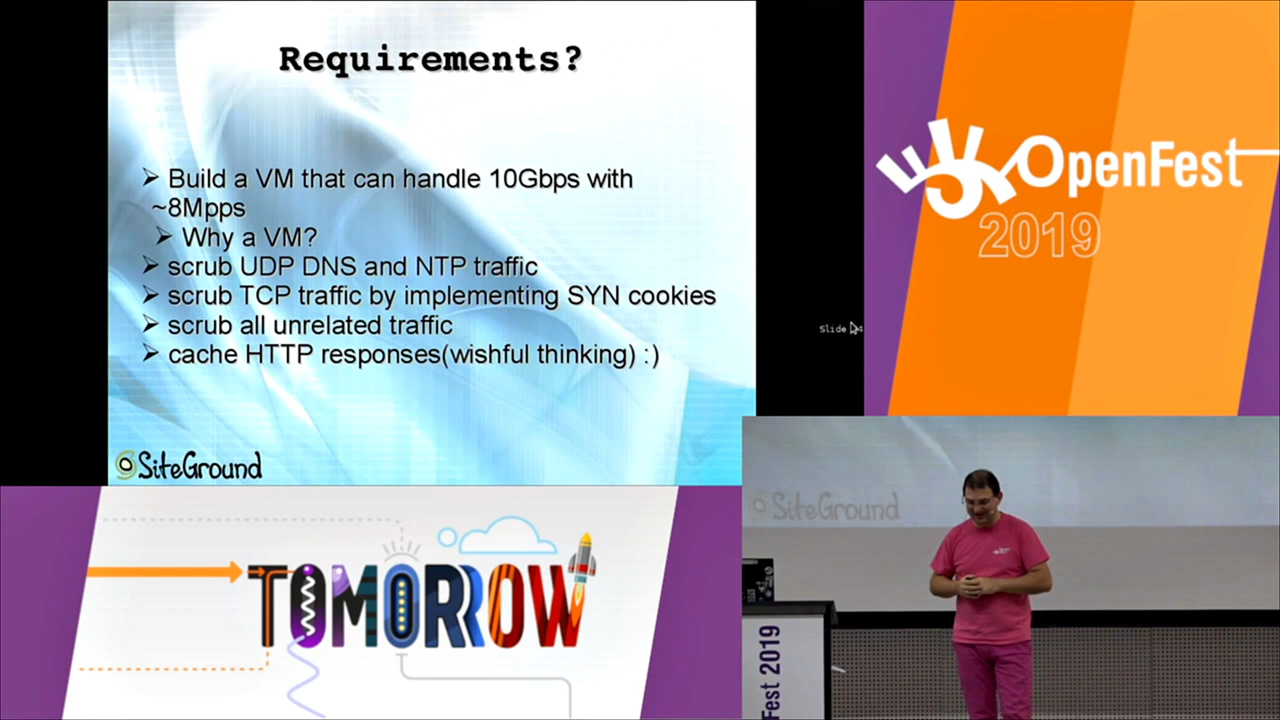 Requirements?
➢ Build a VM that can handle 10Gbps with
~8Mpps
➢ Why a VM?
➢ scrub UDP DNS and NTP traffic
➢ scrub TCP traffic by implementing SYN cookies
➢ scrub all unrelated traffic
➢ cache HTTP responses(wishful thinking) :)
SiteGround
OpenFest
2019
Slide
TOMORROW
SiteGround
Fest 2019